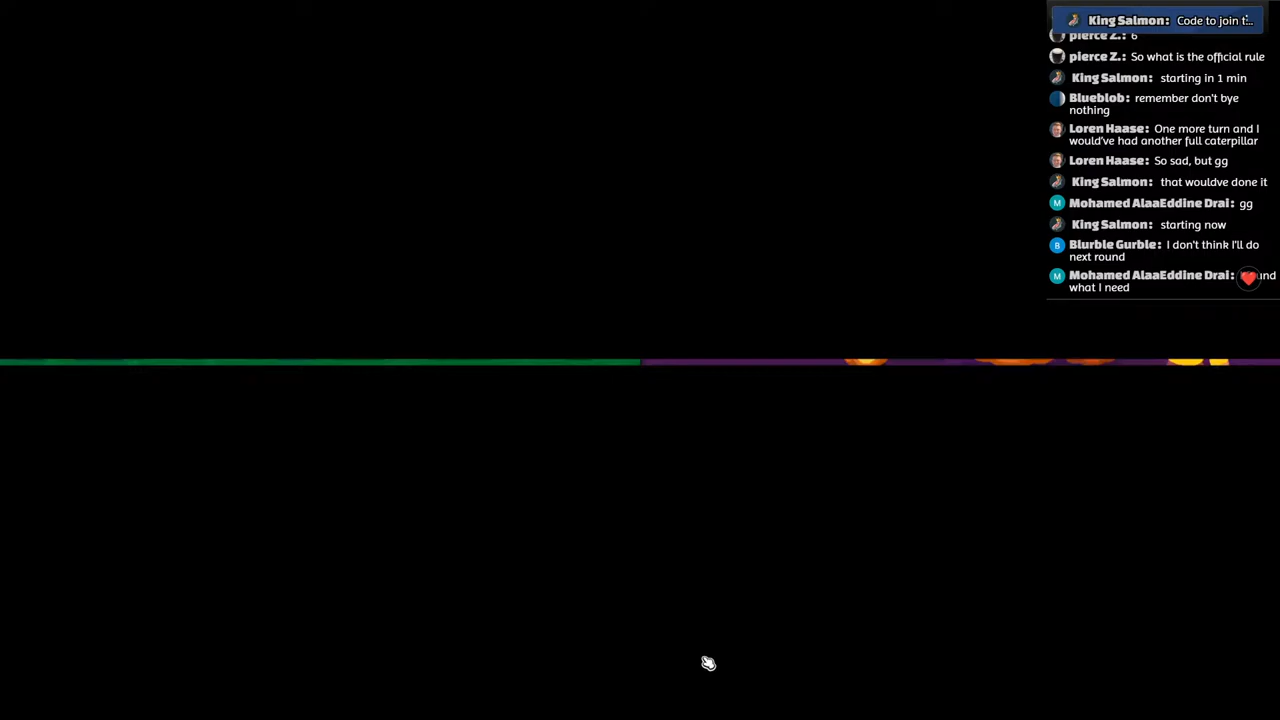 King Salmon: Code to join t...
pierce Z.: 6
pierce Z.: So what is the official rule
King Salmon: starting in 1 min
Blueblob: remember don't bye
nothing
Loren Haase: One more turn and I
would've had another full caterpillar
Loren Haase: So sad, but gg
King Salmon: that wouldve done it
M Mohamed AlaaEddine Drai: gg
King Salmon: starting now
B Blurble Gurble: I don't think I'll do
next round
M Mohamed AlaaEddine Drai:
what I need